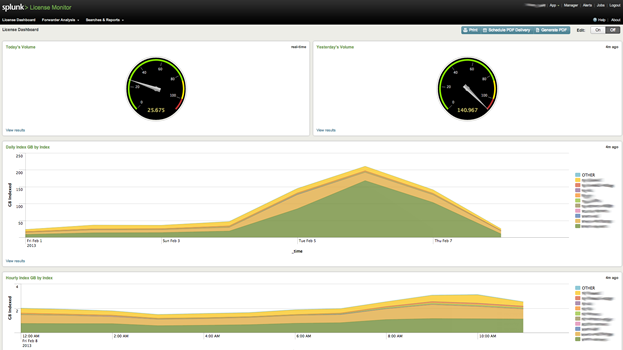 splunk> License Monitor
App Manager Alerts Jobs Logout
License Dashboard Forwarder Analysis Searches & Reports
Help About
License Dashboard
Print Schedule PDF Delivery Generate PDF Edit: On Off
Today's Volume
real-time
0 20 40 60 80 100
25.675
View results
Yesterday's Volume
4m ago
0 20 40 60 80 100
140.967
View results
Daily Index GB by Index
4m ago
GB Indexed
250
200
150
100
50
Fri Feb 1
2013
Sun Feb 3
Tue Feb 5
Thu Feb 7
_time
OTHER
View results
Hourly Index GB by Index
4m ago
GB Indexed
4
2
12:00 AM
Fri Feb 8
2013
2:00 AM
4:00 AM
6:00 AM
8:00 AM
10:00 AM
OTHER